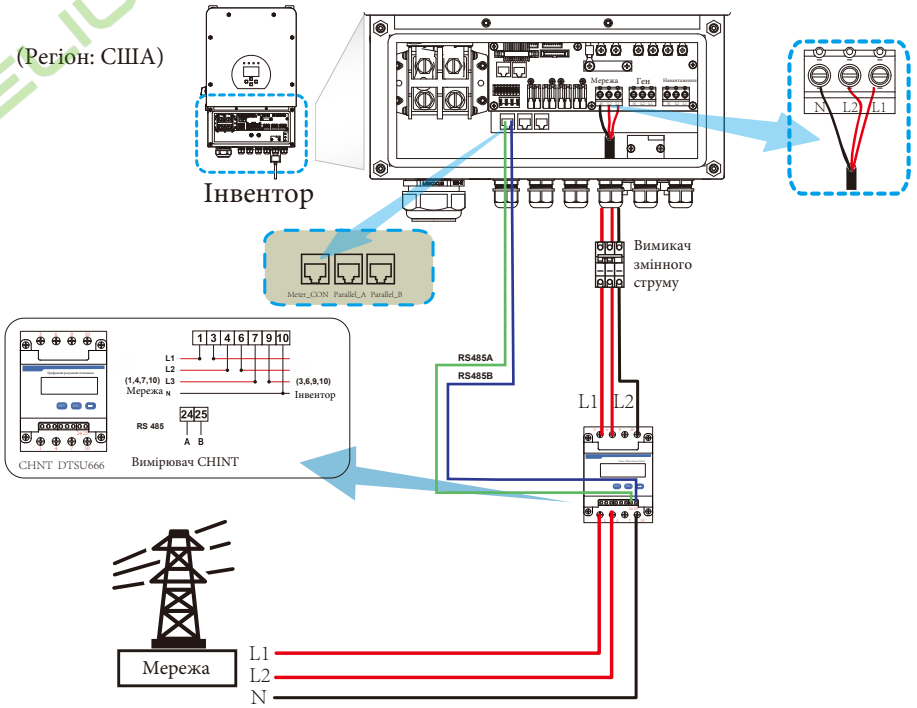 (Регіон: США)
Інвентор
Мережа
Ген
Навантаження
N L2 L1
Meter_CON Parallel_A Parallel_B
Вимикач
змінного
струму
1 3 4 6 7 9 10
L1
L2
(1,4,7,10) L3
Мережа N
(3,6,9,10)
Інвентор
24 25
RS 485
A B
CHNT DTSU666
Вимірювач CHINT
RS485A
RS485B
L1 L2
Мережа
L1
L2
N